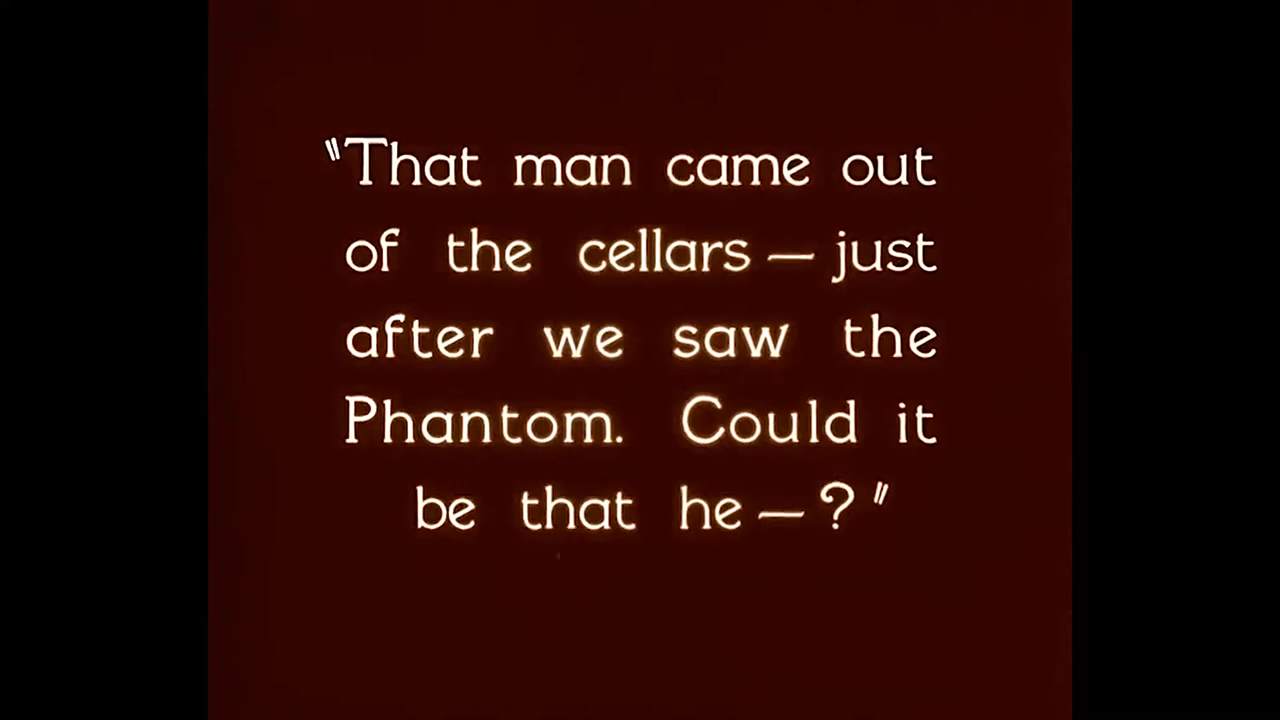 "That man came out
of the cellars — just
after we saw the
Phantom. Could it
be that he — ?"